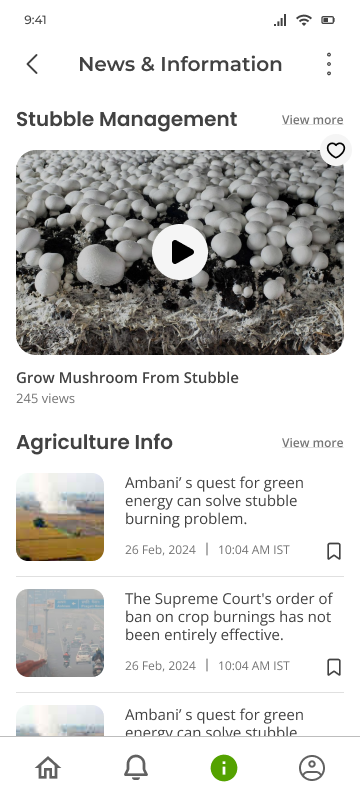 9:41
News & Information
Stubble Management
View more
Grow Mushroom From Stubble
245 views
Agriculture Info
View more
Ambani’ s quest for green
energy can solve stubble
burning problem.
26 Feb, 2024 | 10:04 AM IST
The Supreme Court's order of
ban on crop burnings has not
been entirely effective.
26 Feb, 2024 | 10:04 AM IST
Ambani’ s quest for green
energy can solve stubble